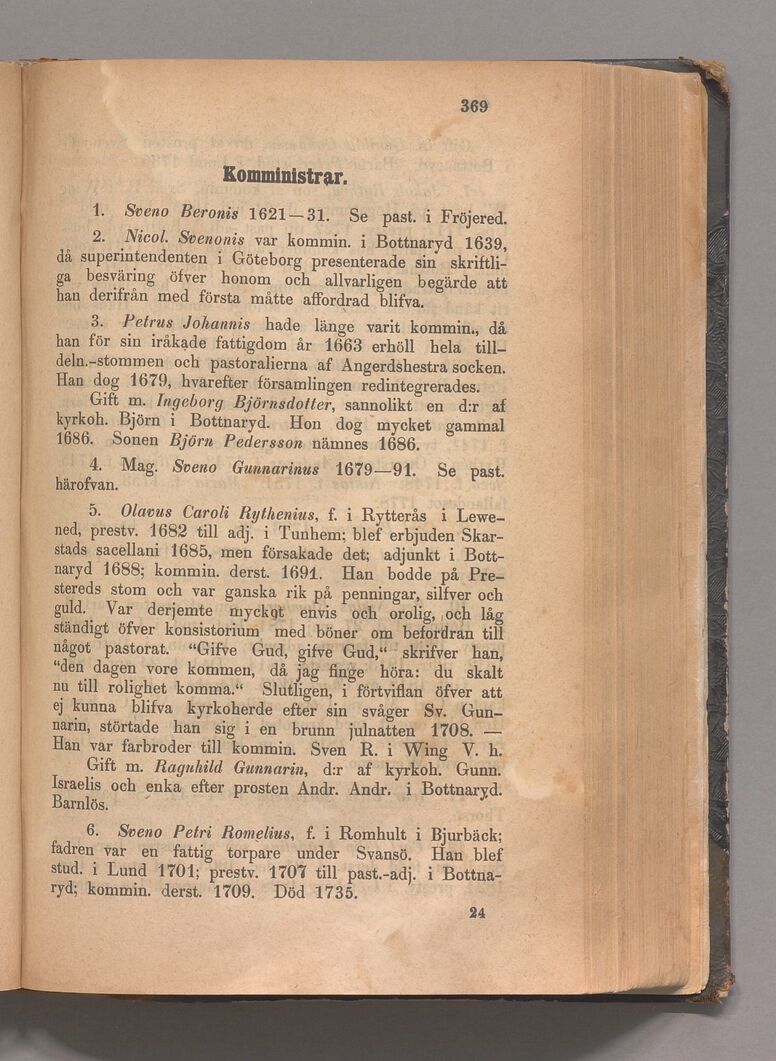 369
Komministrar.
1. Sveno Beronis 1621—31. Se past. i Fröjered.
2. Nicol. Svenonis var kommin. i Bottnaryd 1639,
då superintendenten i Göteborg presenterade sin skriftli-
ga besväring öfver honom och allvarligen begärde att
han derifrån med första måtte affordrad blifva.
3. Petrus Johannis hade länge varit kommin., då
han för sin iråkade fattigdom år 1663 erhöll hela till-
deln.-stommen och pastoralierna af Angerdshestra socken.
Han dog 1679, hvarefter församlingen redintegrerades.
Gift m. Ingeborg Björnsdotter, sannolikt en d:r af
kyrkoh. Björn i Bottnaryd. Hon dog mycket gammal
1686. Sonen Björn Pedersson nämnes 1686.
4. Mag. Sveno Gunnarinus 1679—91. Se past.
härofvan.
5. Olavus Caroli Rythenius, f. i Rytterås i Lewe-
ned, prestv. 1682 till adj. i Tunhem; blef erbjuden Skar-
stads sacellani 1685, men försakade det; adjunkt i Bott-
naryd 1688; kommin. derst. 1691. Han bodde på Pre-
stereds stom och var ganska rik på penningar, silfver och
guld. Var derjemte mycket envis och orolig, och låg
ständigt öfver konsistorium med böner om befordran till
något pastorat. “Gifve Gud, gifve Gud,“ skrifver han,
“den dagen vore kommen, då jag finge höra: du skalt
nu till rolighet komma.“ Slutligen, i förtviflan öfver att
ej kunna blifva kyrkoherde efter sin svåger Sv. Gun-
narin, störtade han sig i en brunn julnatten 1708. —
Han var farbroder till kommin. Sven R. i Wing V. h.
Gift m. Ragnhild Gunnarin, d:r af kyrkoh. Gunn.
Israelis och enka efter prosten Andr. Andr. i Bottnaryd.
Barnlös.
6. Sveno Petri Romelius, f. i Romhult i Bjurbäck;
fadren var en fattig torpare under Svansö. Han blef
stud. i Lund 1701; prestv. 1707 till past.-adj. i Bottna-
ryd; kommin. derst. 1709. Död 1735.
24